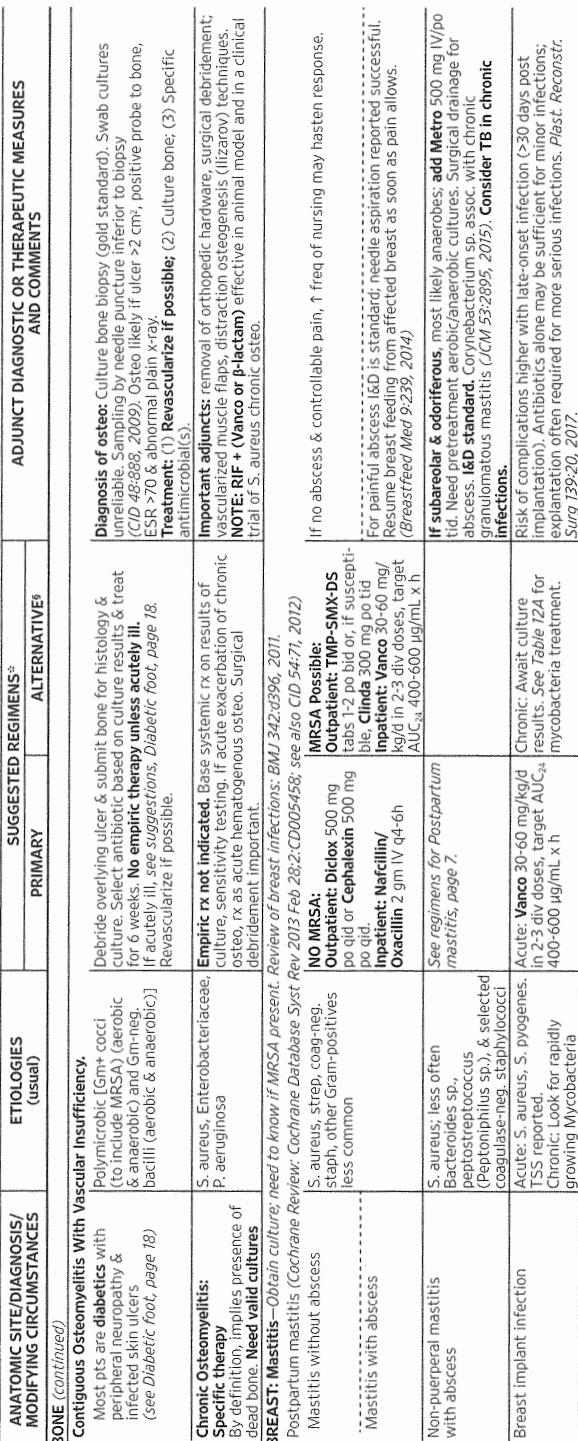 ANATOMIC SITE/DIAGNOSIS/
MODIFYING CIRCUMSTANCES
ETIOLOGIES
(usual)
SUGGESTED REGIMENS*
PRIMARY
ALTERNATIVE§
ADJUNCT DIAGNOSTIC OR THERAPEUTIC MEASURES
AND COMMENTS
BONE (continued)
Contiguous Osteomyelitis With Vascular Insufficiency.
Most pts are diabetics with
peripheral neuropathy &
infected skin ulcers
(see Diabetic foot, page 18)
Polymicrobic [Gm+ cocci
(to include MRSA) (aerobic
& anaerobic) and Gm-neg.
bacilli (aerobic & anaerobic)]
Debride overlying ulcer & submit bone for histology &
culture. Select antibiotic based on culture results & treat
for 6 weeks. No empiric therapy unless acutely ill.
If acutely ill, see suggestions, Diabetic foot, page 18.
Revascularize if possible.
Diagnosis of osteo: Culture bone biopsy (gold standard). Swab cultures
unreliable. Sampling by needle puncture inferior to biopsy
(CID 48:888, 2009). Osteo likely if ulcer >2 cm², positive probe to bone,
ESR >70 & abnormal plain x-ray.
Treatment: (1) Revascularize if possible; (2) Culture bone; (3) Specific
antimicrobial(s).
Chronic Osteomyelitis:
Specific therapy
By definition, implies presence of
dead bone. Need valid cultures
S. aureus, Enterobacteriaceae,
P. aeruginosa
Empiric rx not indicated. Base systemic rx on results of
culture, sensitivity testing. If acute exacerbation of chronic
osteo, rx as acute hematogenous osteo. Surgical
debridement important.
Important adjuncts: removal of orthopedic hardware, surgical debridement;
vascularized muscle flaps, distraction osteogenesis (Ilizarov) techniques.
NOTE: RIF + (Vanco or β-lactam) effective in animal model and in a clinical
trial of S. aureus chronic osteo.
BREAST: Mastitis—Obtain culture; need to know if MRSA present. Review of breast infections: BMJ 342:d396, 2011.
Postpartum mastitis (Cochrane Review: Cochrane Database Syst Rev 2013 Feb 28;2:CD005458; see also CID 54:71, 2012)
Mastitis without abscess
S. aureus, strep, coag-neg.
staph, other Gram-positives
less common
NO MRSA:
Outpatient: Diclox 500 mg
po qid or Cephalexin 500 mg
po qid.
Inpatient: Nafcillin/
Oxacillin 2 gm IV q4-6h
MRSA Possible:
Outpatient: TMP-SMX-DS
tabs 1-2 po bid or, if suscepti-
ble, Clinda 300 mg po tid
Inpatient: Vanco 30-60 mg/
kg/d in 2-3 div doses, target
AUC24 400-600 µg/mL x h
If no abscess & controllable pain, ↑ freq of nursing may hasten response.
Mastitis with abscess
For painful abscess I&D is standard; needle aspiration reported successful.
Resume breast feeding from affected breast as soon as pain allows.
(Breastfeed Med 9:239, 2014)
Non-puerperal mastitis
with abscess
S. aureus; less often
Bacteroides sp.,
peptostreptococcus
(Peptoniphilus sp.), & selected
coagulase-neg. staphylococci
See regimens for Postpartum
mastitis, page 7.
If subareolar & odoriferous, most likely anaerobes; add Metro 500 mg IV/po
tid. Need pretreatment aerobic/anaerobic cultures. Surgical drainage for
abscess. I&D standard. Corynebacterium sp. assoc. with chronic
granulomatous mastitis (JCM 53:2895, 2015). Consider TB in chronic
infections.
Breast implant infection
Acute: S. aureus, S. pyogenes.
TSS reported.
Chronic: Look for rapidly
growing Mycobacteria
Acute: Vanco 30-60 mg/kg/d
in 2-3 div doses, target AUC24
400-600 µg/mL x h
Chronic: Await culture
results. See Table 12A for
mycobacteria treatment.
Risk of complications higher with late-onset infection (>30 days post
implantation). Antibiotics alone may be sufficient for minor infections;
explantation often required for more serious infections. Plast. Reconstr.
Surg 139:20, 2017.